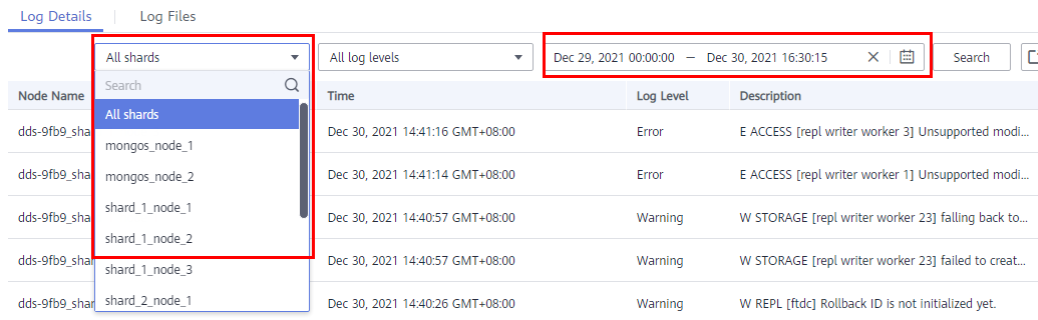 Log Details Log Files
All shards All log levels Dec 29, 2021 00:00:00 — Dec 30, 2021 16:30:15 Search
Search
Node Name Time Log Level Description
All shards
dds-9fb9_sha Dec 30, 2021 14:41:16 GMT+08:00 Error E ACCESS [repl writer worker 3] Unsupported modi...
mongos_node_1
dds-9fb9_sha Dec 30, 2021 14:41:14 GMT+08:00 Error E ACCESS [repl writer worker 1] Unsupported modi...
mongos_node_2
shard_1_node_1
dds-9fb9_sha Dec 30, 2021 14:40:57 GMT+08:00 Warning W STORAGE [repl writer worker 23] falling back to...
shard_1_node_2
dds-9fb9_shar Dec 30, 2021 14:40:57 GMT+08:00 Warning W STORAGE [repl writer worker 23] failed to creat...
shard_1_node_3
shard_2_node_1
dds-9fb9_shar Dec 30, 2021 14:40:26 GMT+08:00 Warning W REPL [ftdc] Rollback ID is not initialized yet.